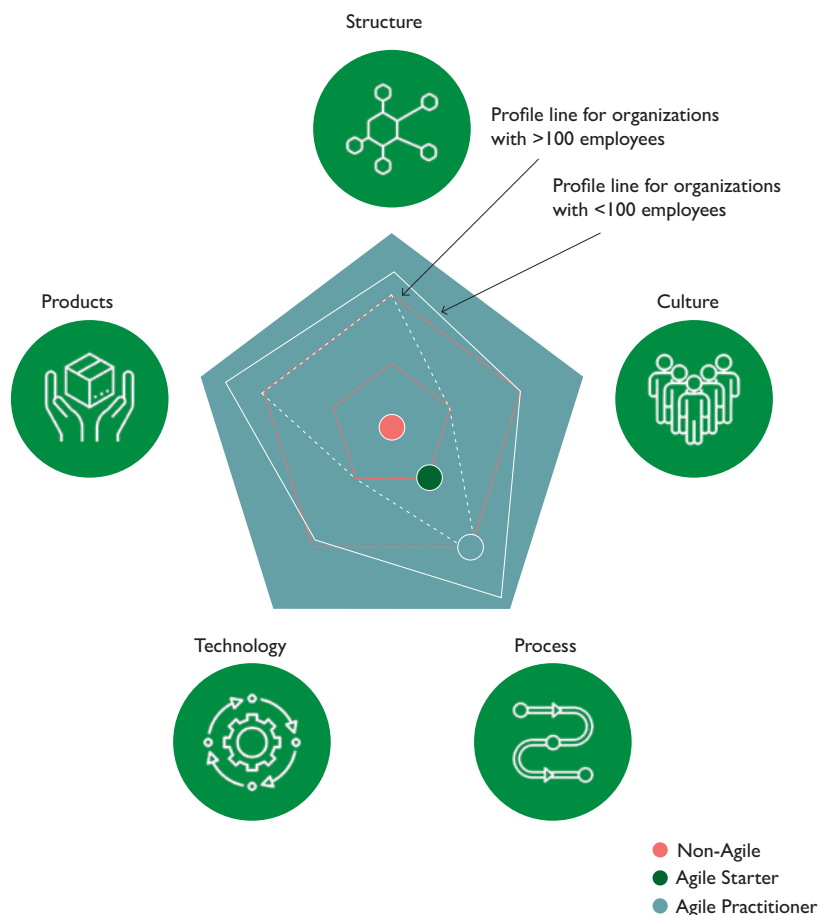 Structure
Profile line for organizations
with >100 employees
Profile line for organizations
with <100 employees
Products
Culture
Technology
Process
Non-Agile
Agile Starter
Agile Practitioner